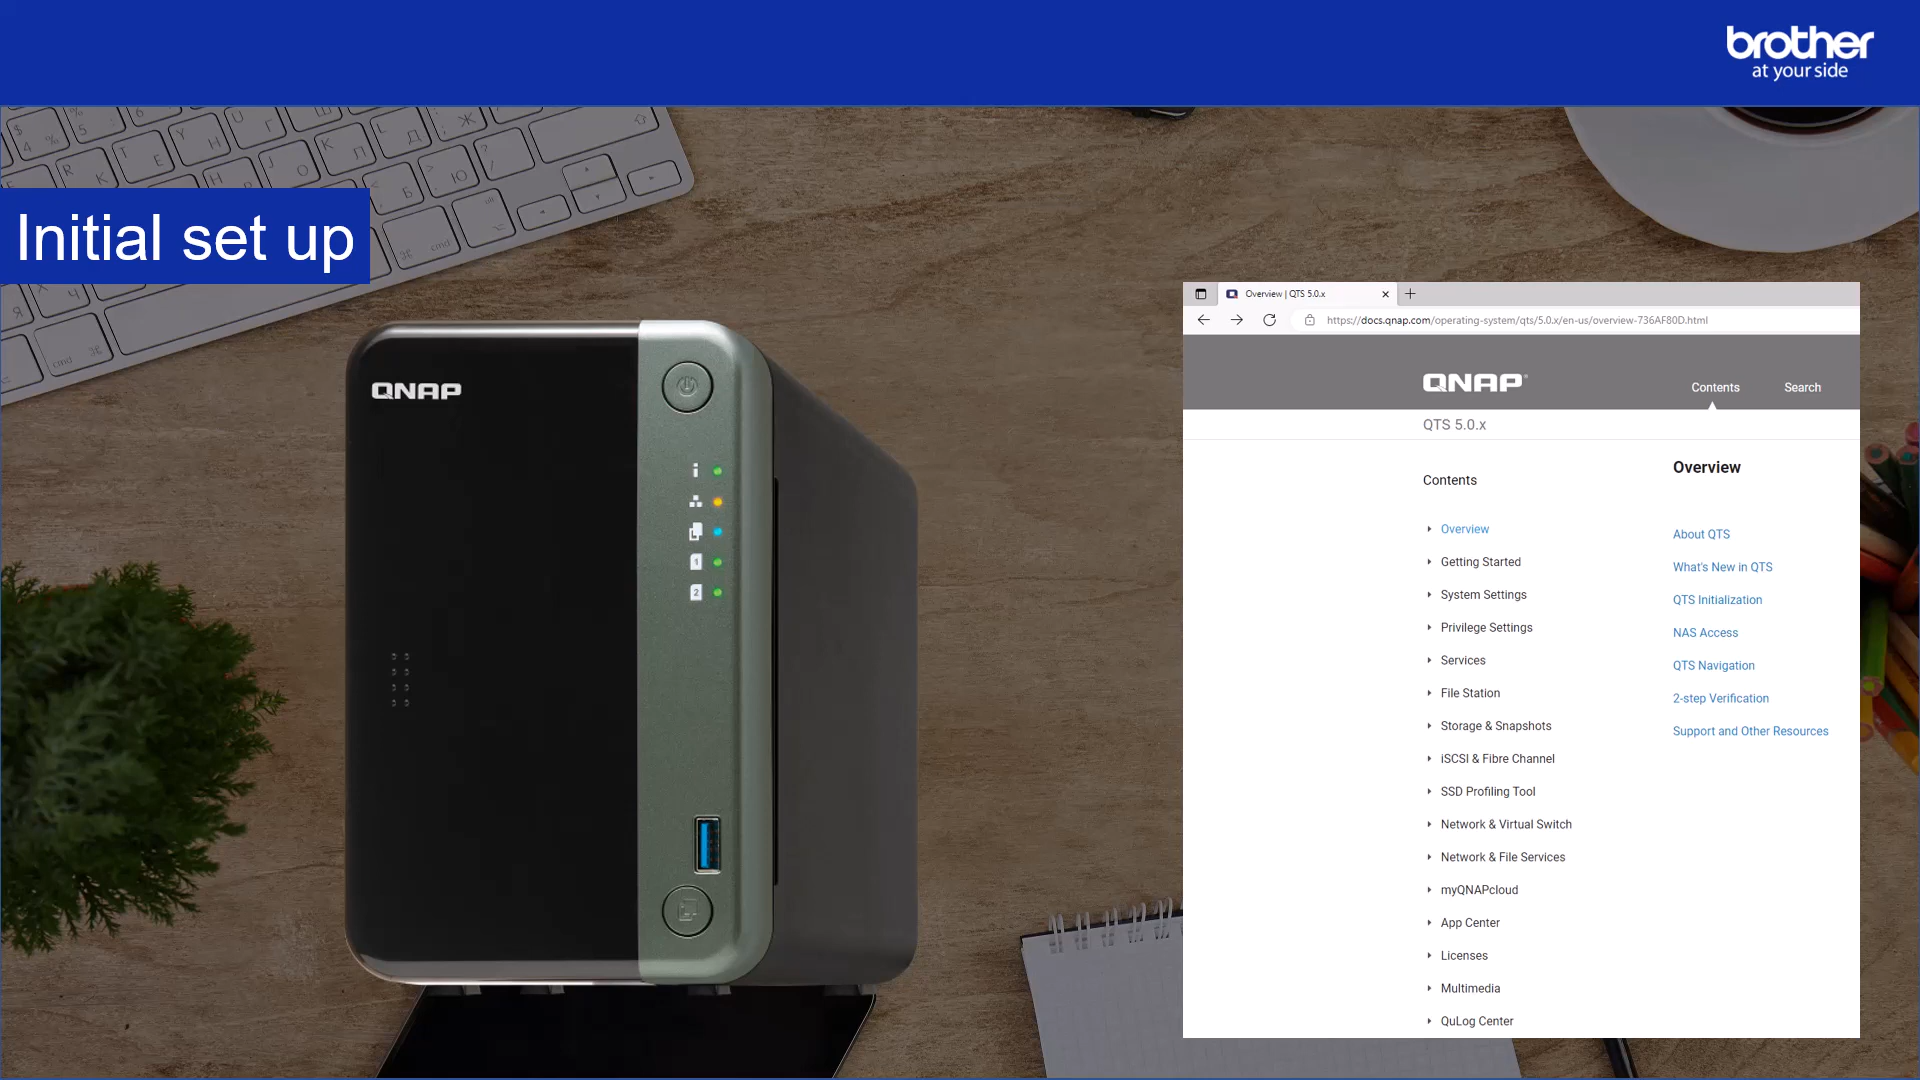 brother
at your side
Initial set up
QNAP
1
2
Overview | QTS 5.0.x
https://docs.qnap.com/operating-system/qts/5.0.x/en-us/overview-736AF80D.html
QNAP
Contents
Search
QTS 5.0.x
Contents
Overview
Getting Started
System Settings
Privilege Settings
Services
File Station
Storage & Snapshots
iSCSI & Fibre Channel
SSD Profiling Tool
Network & Virtual Switch
Network & File Services
myQNAPcloud
App Center
Licenses
Multimedia
QuLog Center
Overview
About QTS
What's New in QTS
QTS Initialization
NAS Access
QTS Navigation
2-step Verification
Support and Other Resources